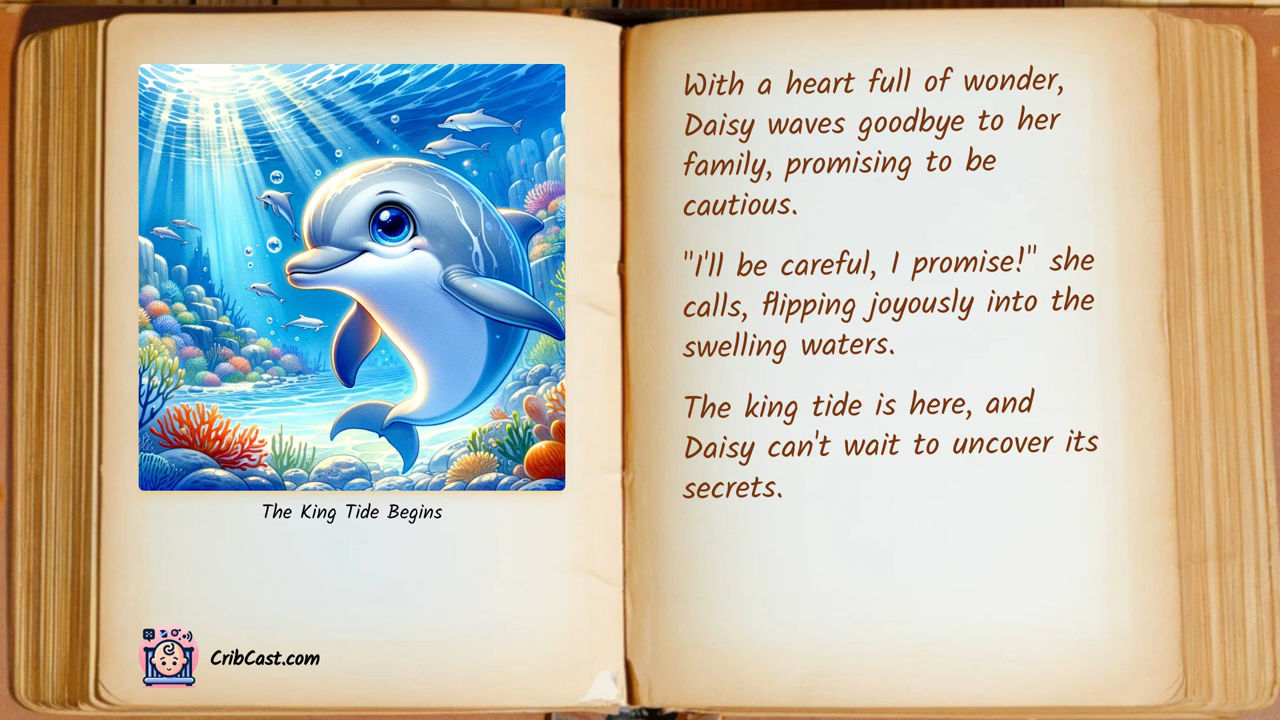 The King Tide Begins
CribCast.com
With a heart full of wonder,
Daisy waves goodbye to her
family, promising to be
cautious.
"I'll be careful, I promise!" she
calls, flipping joyously into the
swelling waters.
The king tide is here, and
Daisy can't wait to uncover its
secrets.